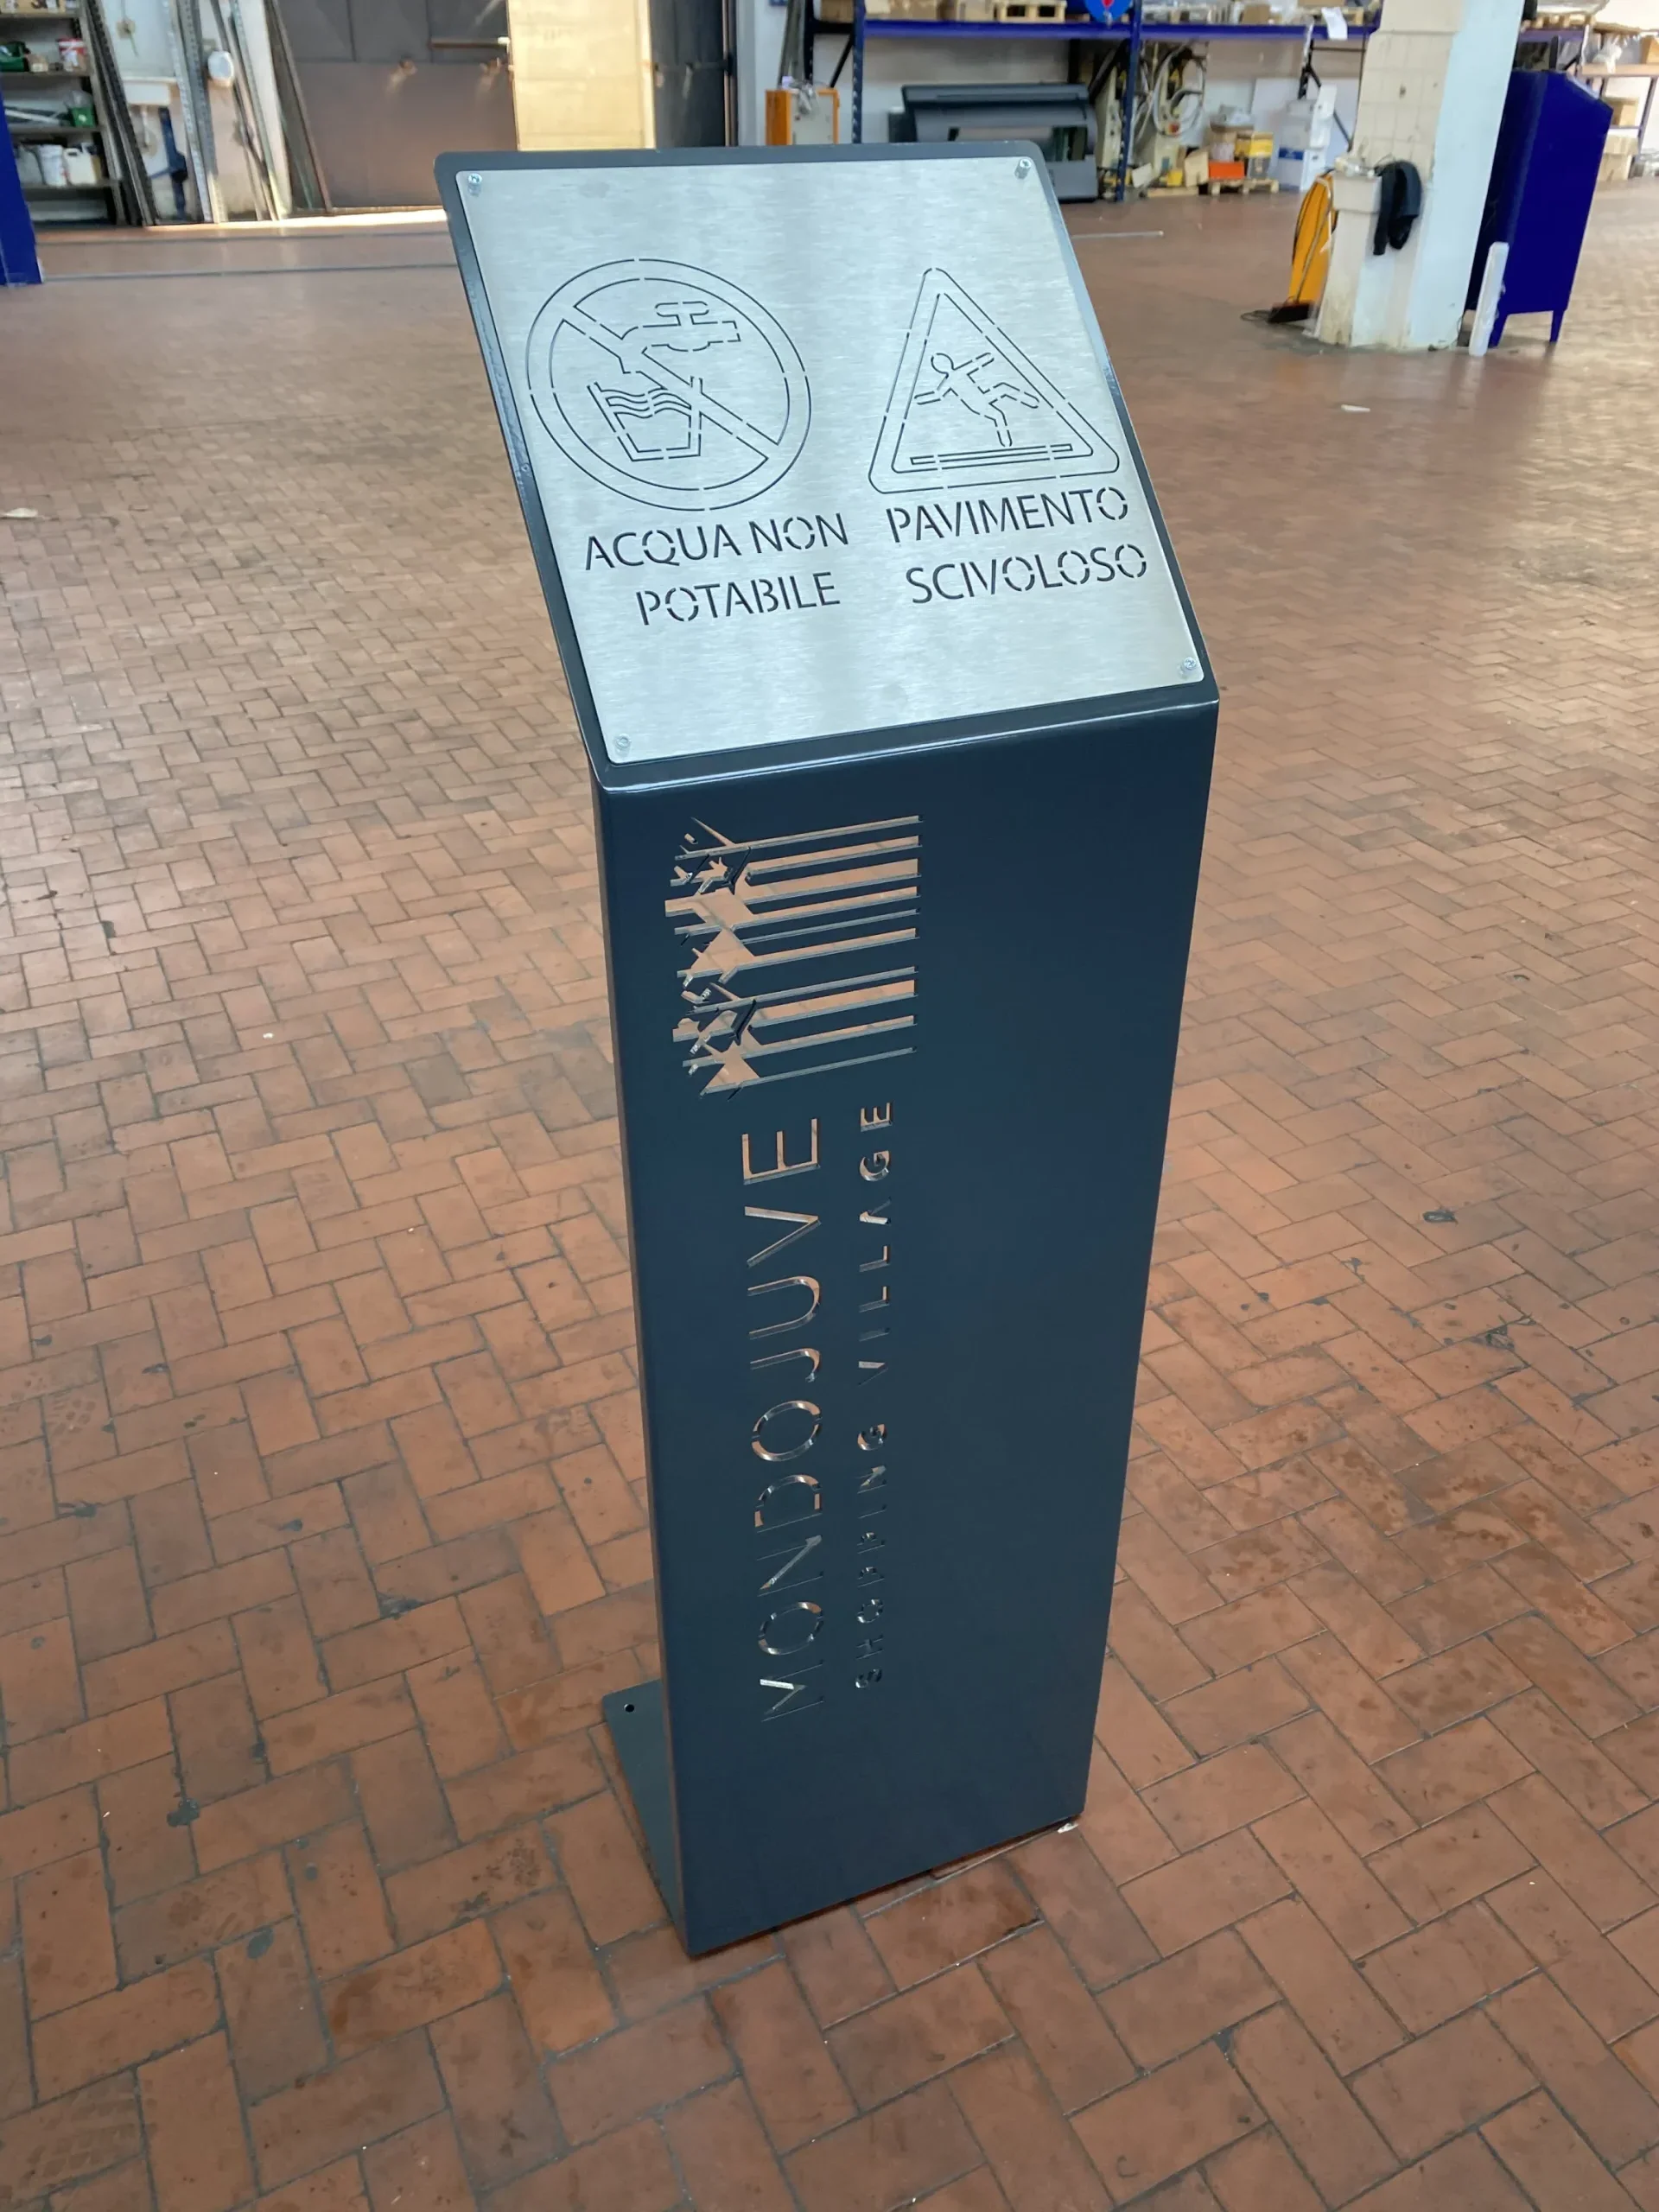 ACQUA NON
POTABILE
PAVIMENTO
SCIVOLOSO
MONDOJUVE
SHOPPING VILLAGE